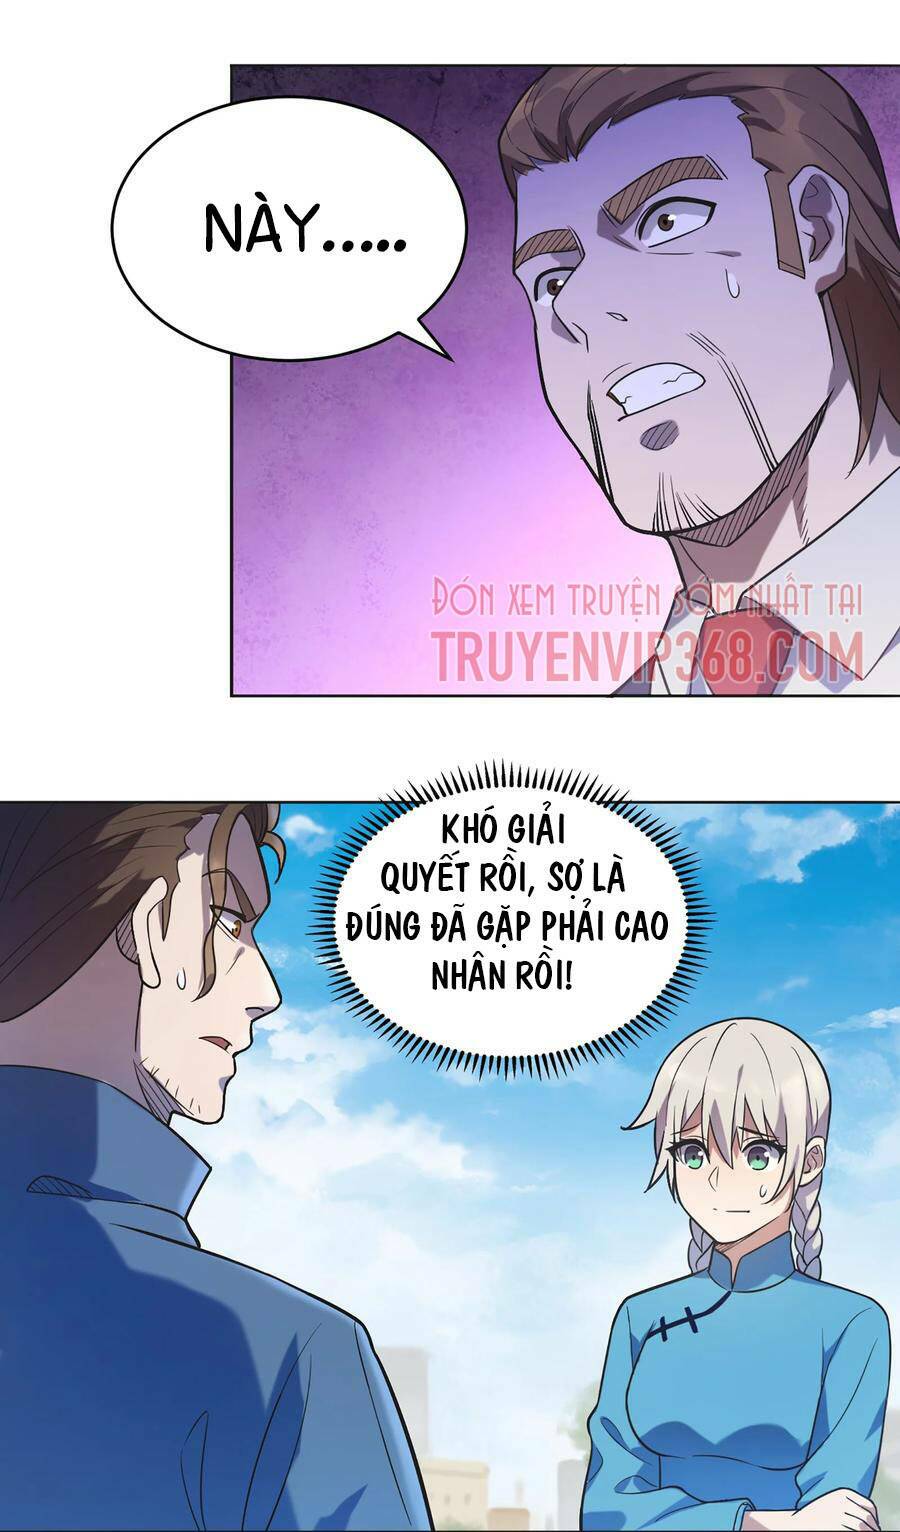 NÀY.....
ĐÓN XEM TRUYỆN SỚM NHẤT TẠI
TRUYENVIP368.COM
KHÓ GIẢI
QUYẾT RỒI, SỢ LÀ
ĐÚNG ĐÃ GẶP PHẢI CAO
NHÂN RỒI!